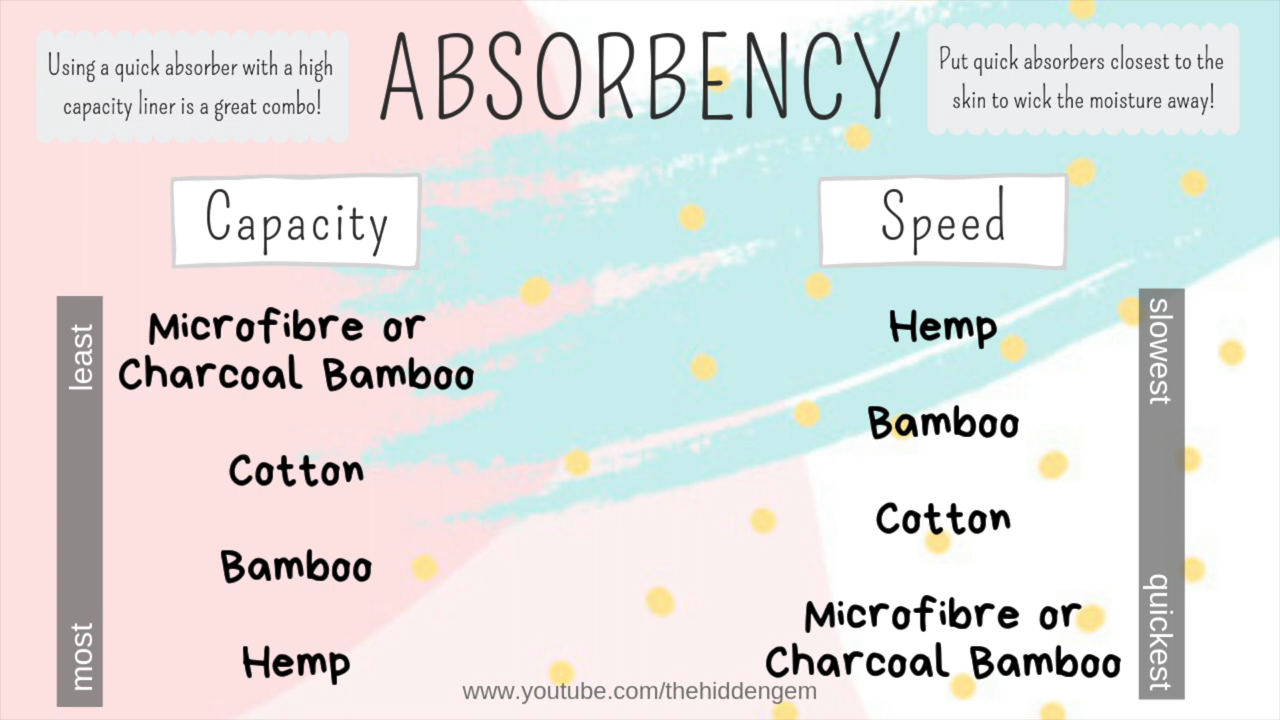 ABSORBENCY
Using a quick absorber with a high
capacity liner is a great combo!
Put quick absorbers closest to the
skin to wick the moisture away!
Capacity
least
Microfibre or
Charcoal Bamboo
Cotton
Bamboo
Hemp
most
Speed
slowest
Hemp
Bamboo
Cotton
Microfibre or
Charcoal Bamboo
quickest
www.youtube.com/thehiddengem